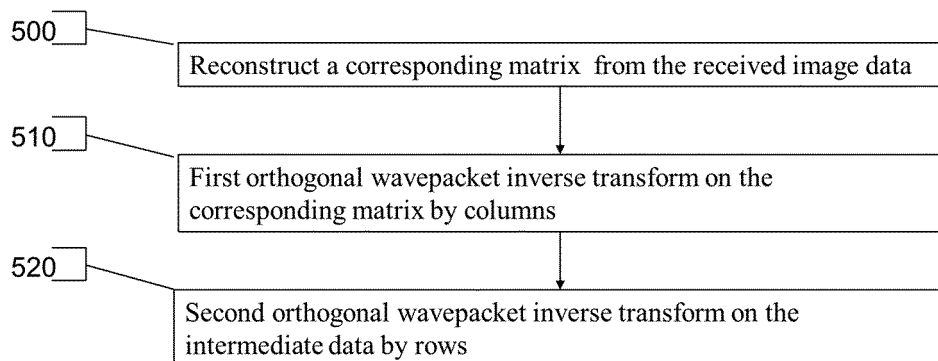 500
Reconstruct a corresponding matrix from the received image data
510
First orthogonal wavepacket inverse transform on the
corresponding matrix by columns
520
Second orthogonal wavepacket inverse transform on the
intermediate data by rows